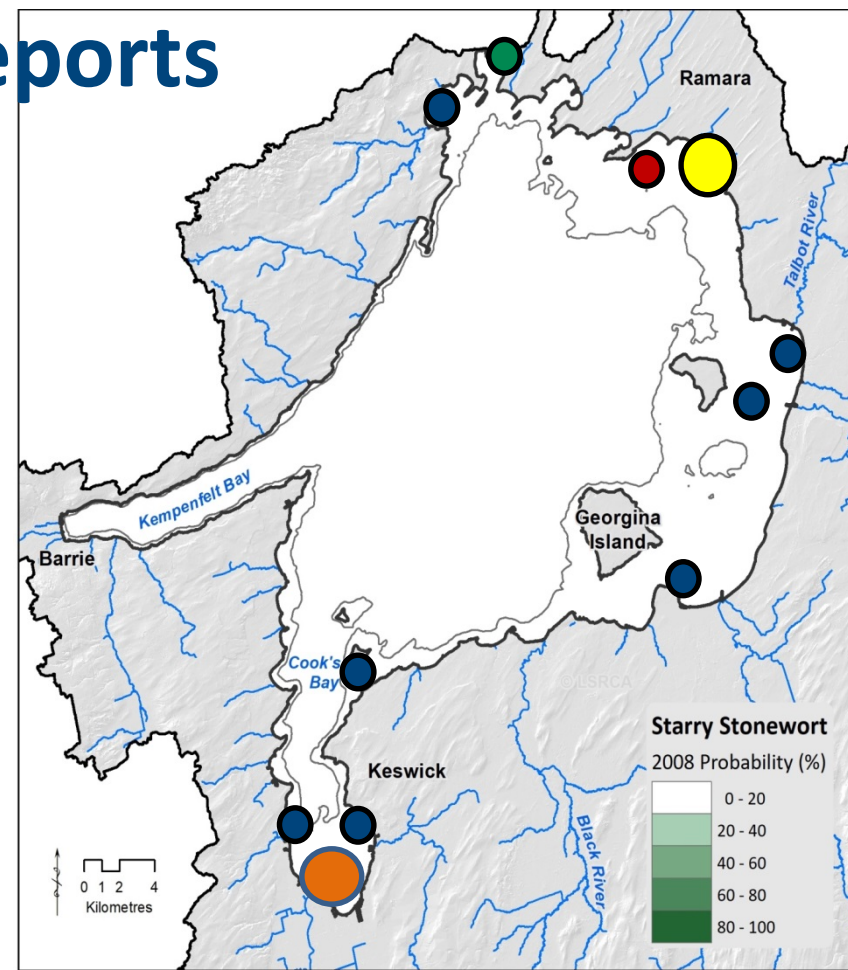 eports
Ramara
Talbot River
Kempenfelt Bay
Georgina
Island
Barrie
Cook's
Bay
© LSRCA
Keswick
Black River
Starry Stonewort
2008 Probability (%)
0 - 20
20 - 40
40 - 60
60 - 80
80 - 100
0 1 2 4
Kilometres